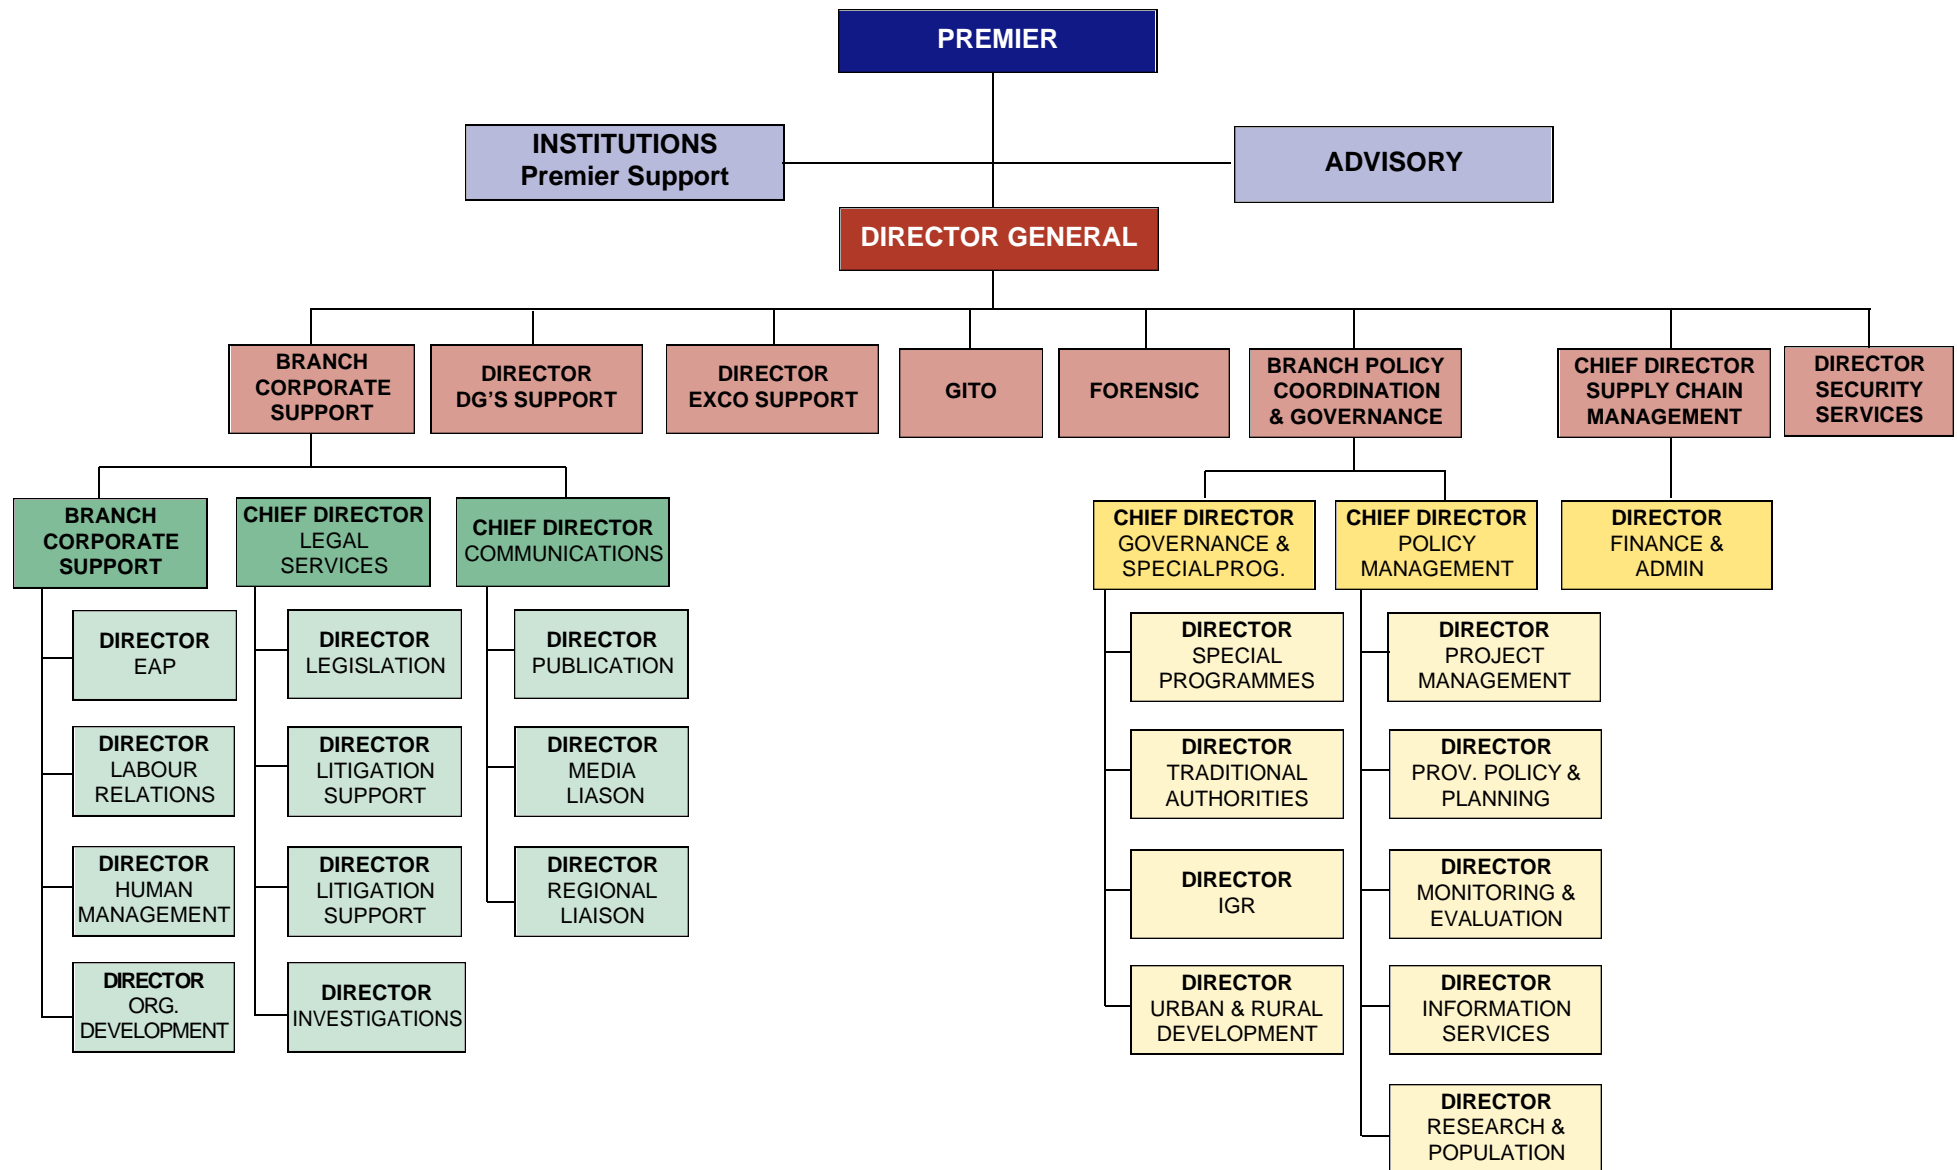 PREMIER
INSTITUTIONS
Premier Support
ADVISORY
DIRECTOR GENERAL
BRANCH
CORPORATE
SUPPORT
DIRECTOR
DG'S SUPPORT
DIRECTOR
EXCO SUPPORT
GITO
FORENSIC
BRANCH POLICY
COORDINATION
& GOVERNANCE
CHIEF DIRECTOR
SUPPLY CHAIN
MANAGEMENT
DIRECTOR
SECURITY
SERVICES
BRANCH
CORPORATE
SUPPORT
CHIEF DIRECTOR
LEGAL
SERVICES
CHIEF DIRECTOR
COMMUNICATIONS
CHIEF DIRECTOR
GOVERNANCE &
SPECIALPROG.
CHIEF DIRECTOR
POLICY
MANAGEMENT
DIRECTOR
FINANCE &
ADMIN
DIRECTOR
EAP
DIRECTOR
LEGISLATION
DIRECTOR
PUBLICATION
DIRECTOR
SPECIAL
PROGRAMMES
DIRECTOR
PROJECT
MANAGEMENT
DIRECTOR
LABOUR
RELATIONS
DIRECTOR
LITIGATION
SUPPORT
DIRECTOR
MEDIA
LIASON
DIRECTOR
TRADITIONAL
AUTHORITIES
DIRECTOR
PROV. POLICY &
PLANNING
DIRECTOR
HUMAN
MANAGEMENT
DIRECTOR
LITIGATION
SUPPORT
DIRECTOR
REGIONAL
LIAISON
DIRECTOR
IGR
DIRECTOR
MONITORING &
EVALUATION
DIRECTOR
ORG.
DEVELOPMENT
DIRECTOR
INVESTIGATIONS
DIRECTOR
URBAN & RURAL
DEVELOPMENT
DIRECTOR
INFORMATION
SERVICES
DIRECTOR
RESEARCH &
POPULATION